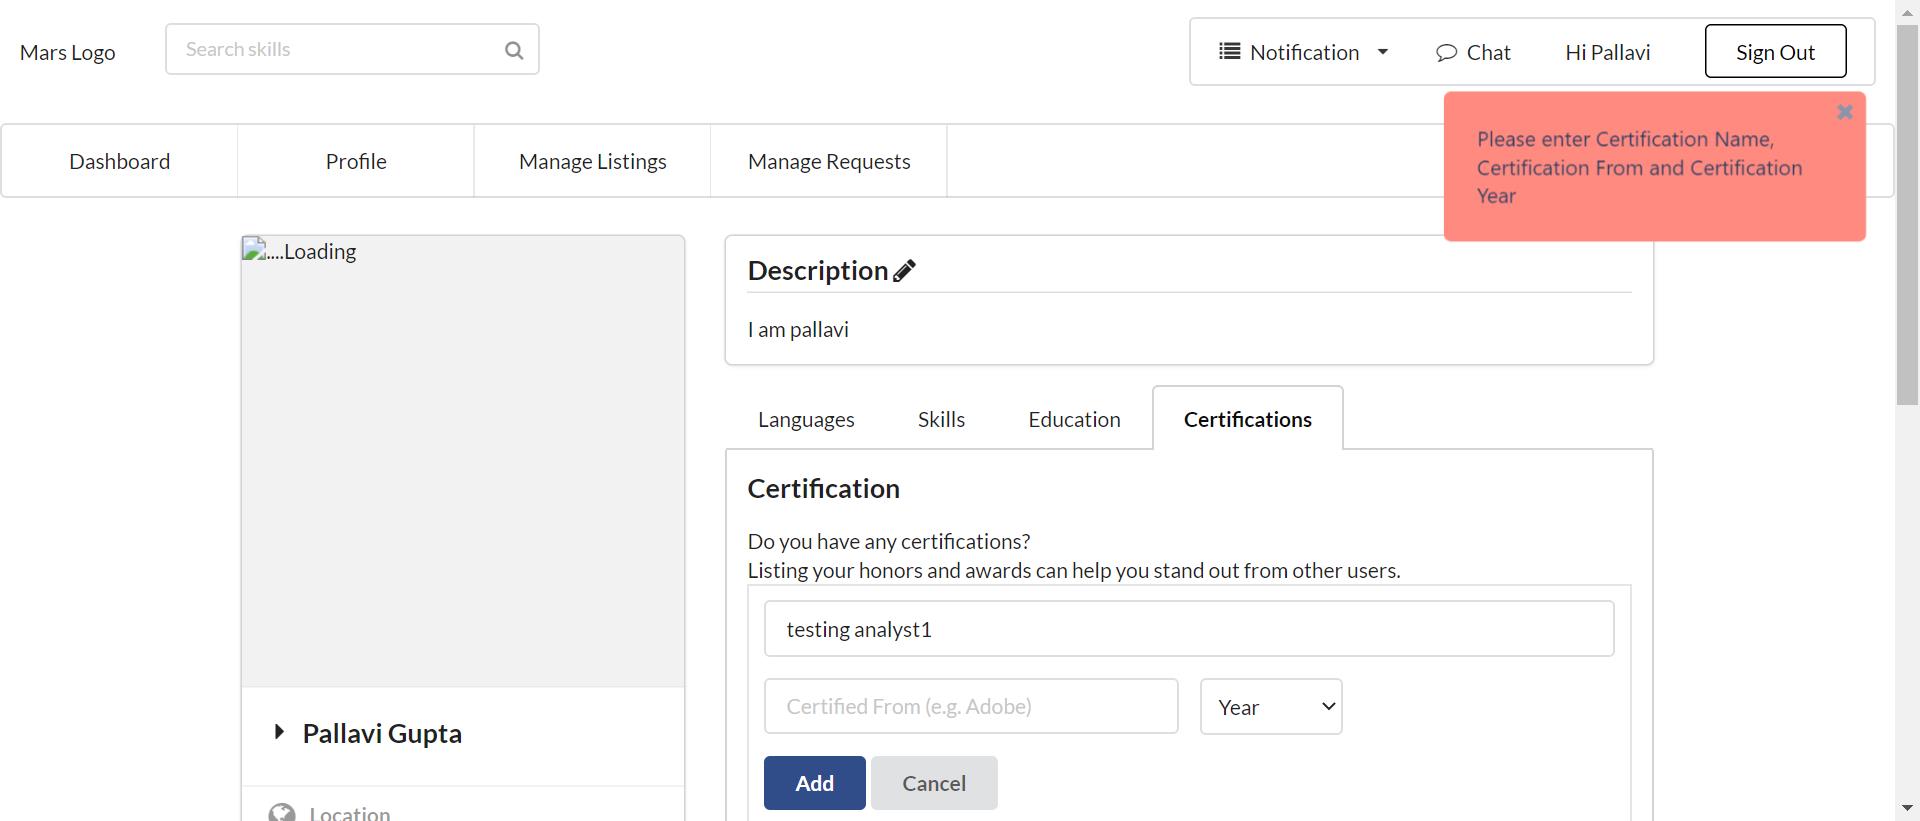 Mars Logo
Search skills
Notification
Chat
Hi Pallavi
Sign Out
Please enter Certification Name,
Certification From and Certification
Year
Dashboard
Profile
Manage Listings
Manage Requests
....Loading
Description
I am pallavi
Languages
Skills
Education
Certifications
Certification
Do you have any certifications?
Listing your honors and awards can help you stand out from other users.
testing analyst1
Certified From (e.g. Adobe)
Year
Add
Cancel
Pallavi Gupta
Location